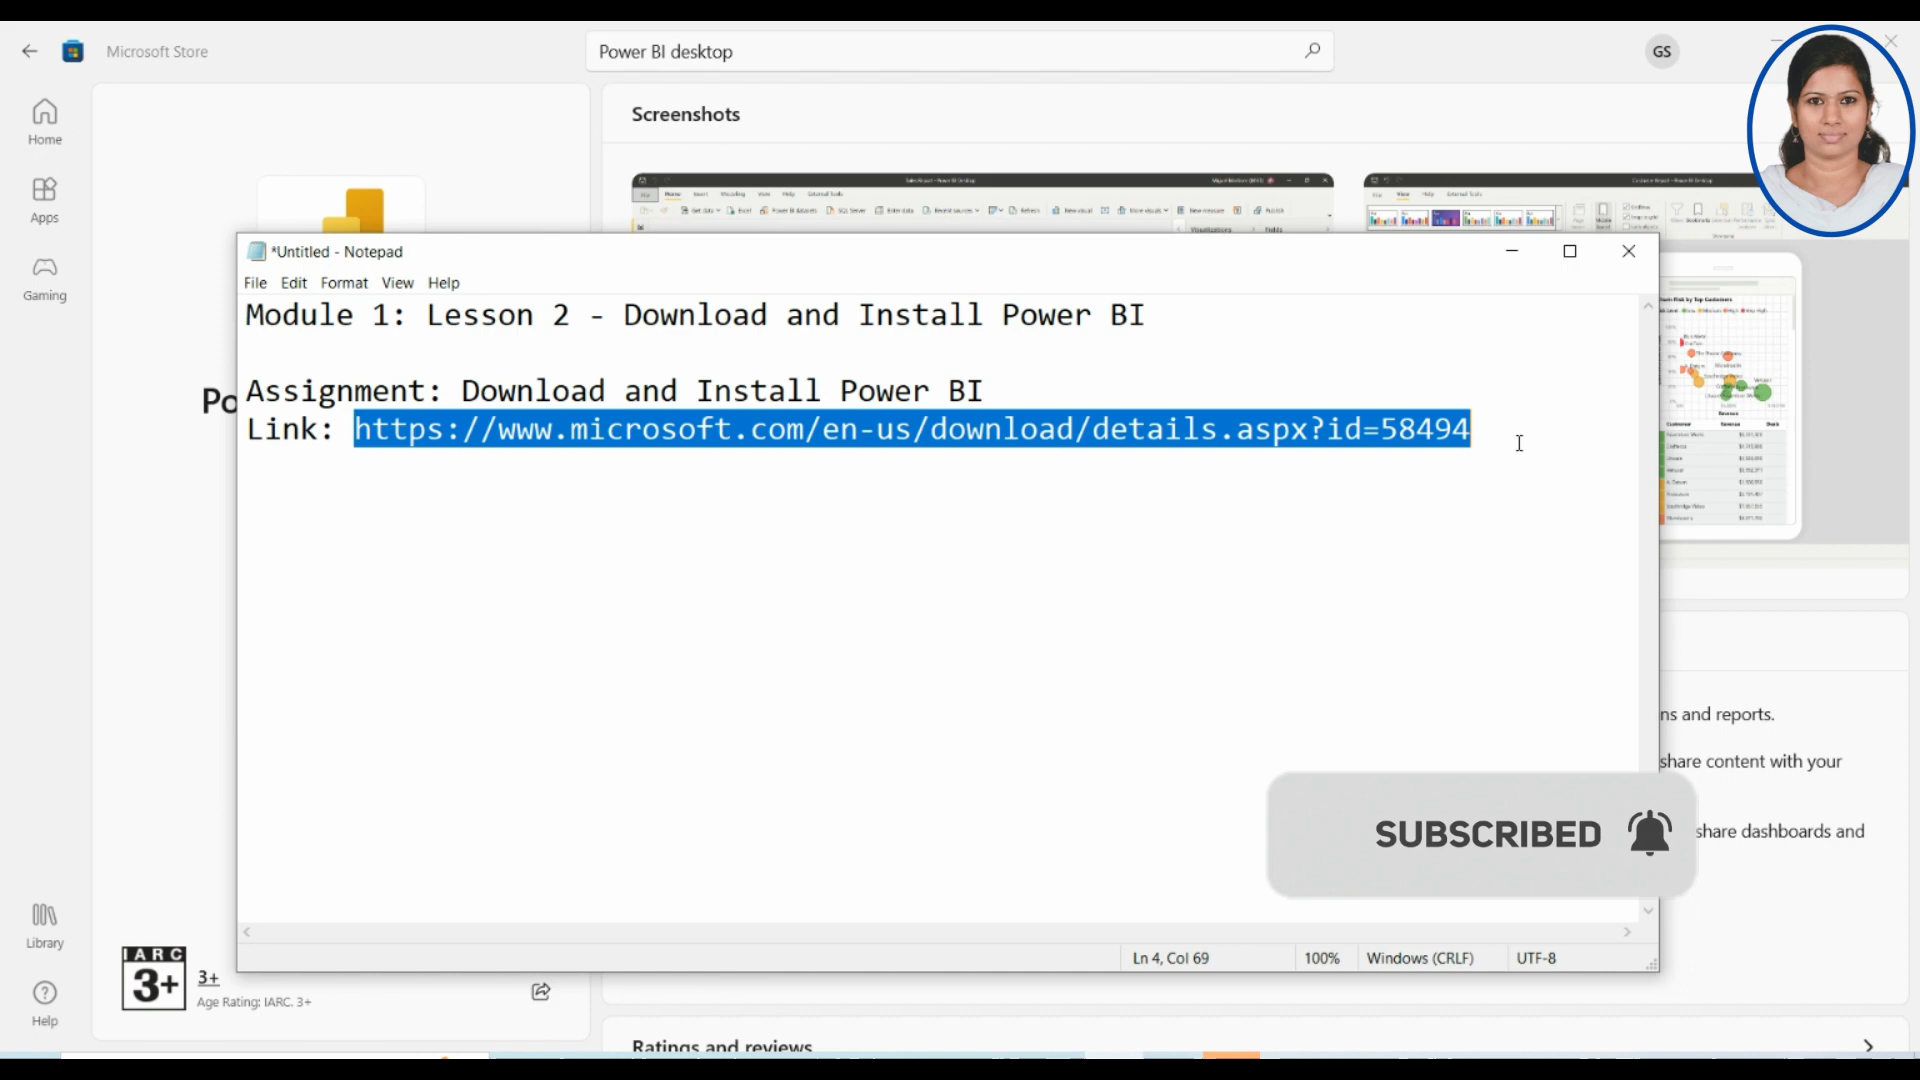 Microsoft Store
Power BI desktop
GS
Home
Apps
Gaming
Library
Help
Screenshots
Po
*Untitled - Notepad
File Edit Format View Help
Module 1: Lesson 2 - Download and Install Power BI
Assignment: Download and Install Power BI
Link: https://www.microsoft.com/en-us/download/details.aspx?id=58494
ns and reports.
share content with your
share dashboards and
SUBSCRIBED
Ln 4, Col 69
100%
Windows (CRLF)
UTF-8
IARC
3+
3+
Age Rating: IARC. 3+
Ratings and reviews